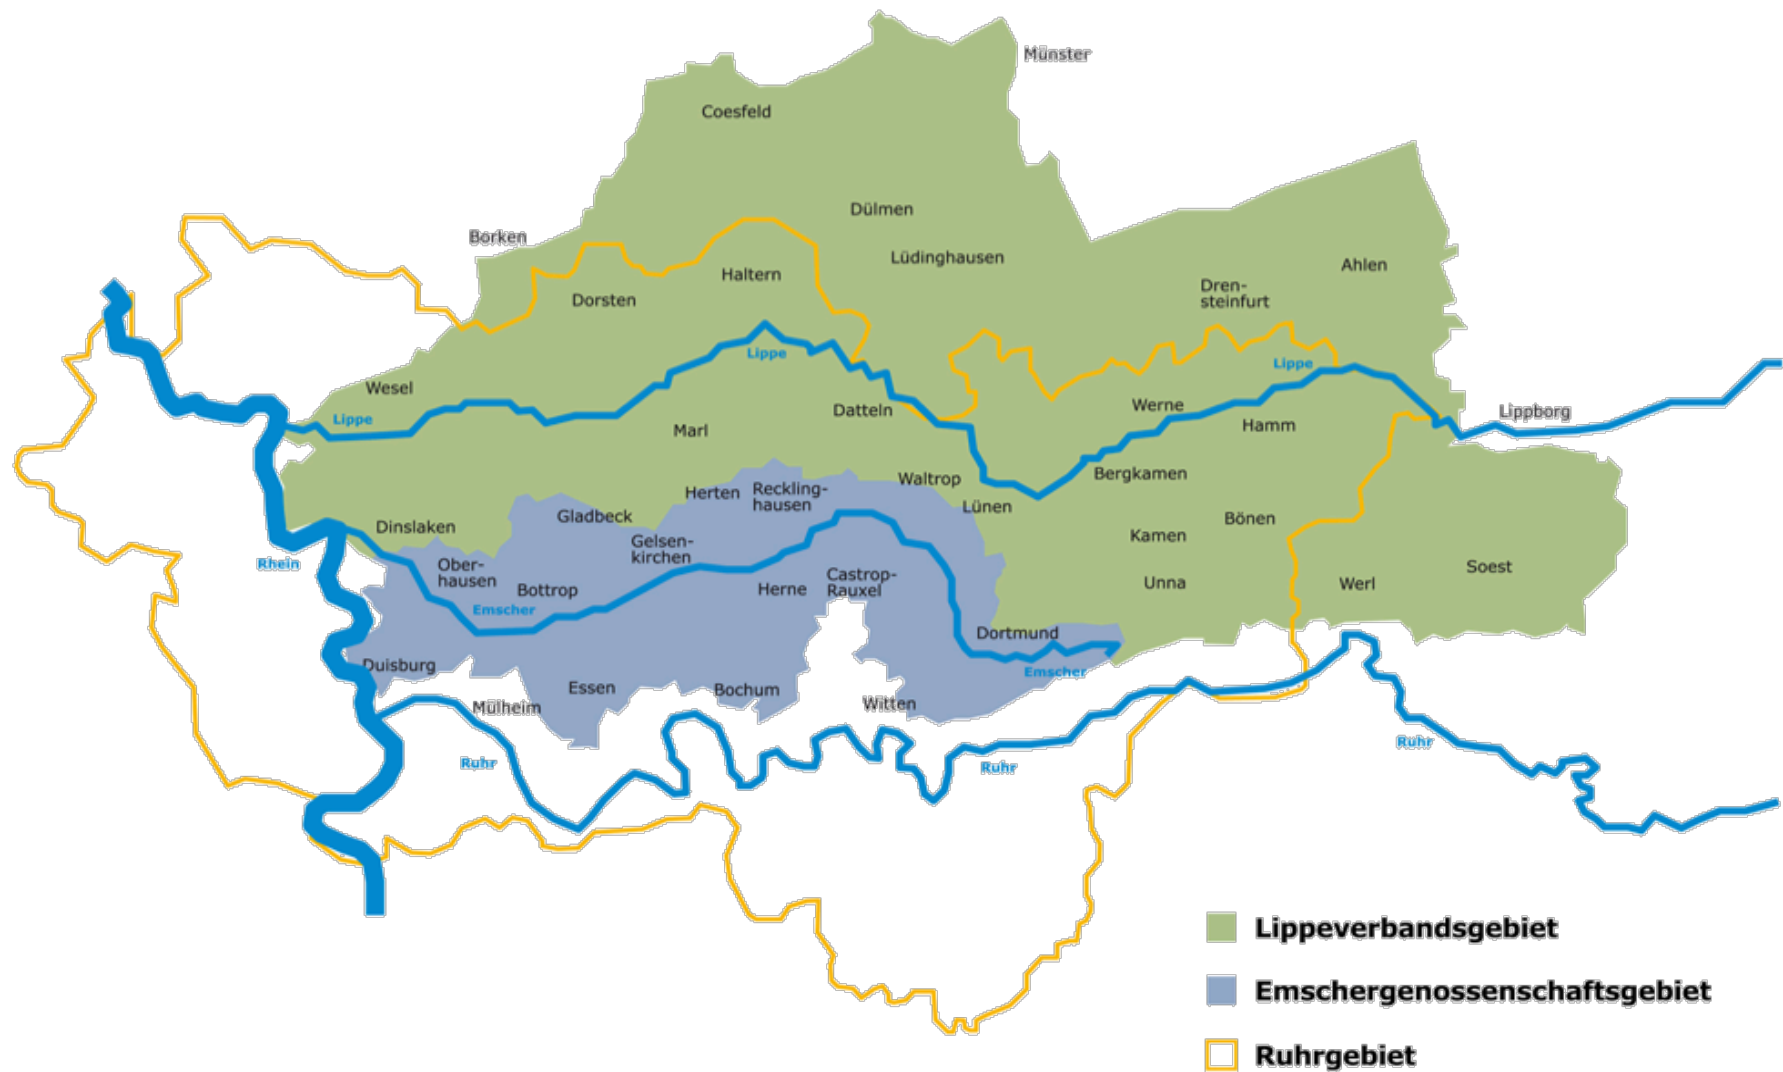 Münster
Coesfeld
Dülmen
Borken
Lüdinghausen
Haltern
Ahlen
Dren-
steinfurt
Dorsten
Lippe
Lippe
Wesel
Lippe
Datteln
Werne
Lippborg
Marl
Hamm
Bergkamen
Waltrop
Herten
Reckling-
hausen
Lünen
Gladbeck
Bönen
Dinslaken
Kamen
Gelsen-
kirchen
Rhein
Ober-
hausen
Soest
Castrop-
Rauxel
Bottrop
Herne
Unna
Werl
Emscher
Dortmund
Duisburg
Emscher
Essen
Bochum
Mülheim
Witten
Ruhr
Ruhr
Ruhr
Lippeverbandsgebiet
Emschergenossenschaftsgebiet
Ruhrgebiet